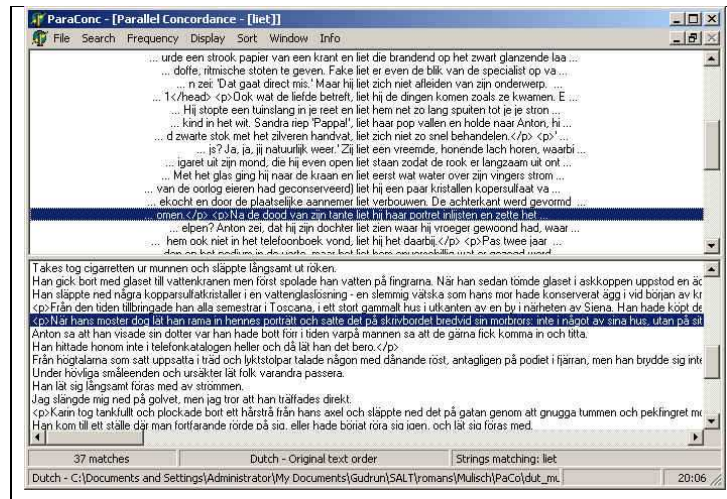 ParaConc - [Parallel Concordance - [liet]]
File Search Frequency Display Sort Window Info
... urde een strook papier van een krant en liet die brandend op het zwart glanzende laa ...
... doffe, ritmische stoten te geven. Fake liet er even de blik van de specialist op va ...
... n zei: 'Dat gaat direct mis.' Maar hij liet zich niet afleiden van zijn onderwerp. ...
... 1</head> <p>Ook wat de liefde betreft, liet hij de dingen komen zoals ze kwamen. E ...
... Hij stopte een tuinslang in je reet en liet hem net zo lang spuiten tot je je stron ...
... kind in het wit. Sandra riep 'Pappa!', liet haar pop vallen en holde naar Anton, hi ...
... d zwarte stok met het zilveren handvat, liet zich niet zo snel behandelen.</p> <p>' ...
... js? Ja, ja, jij natuurlijk weer.' Zij liet een vreemde, honende lach horen, waarbi ...
... igaret uit zijn mond, die hij even open liet staan zodat de rook er langzaam uit ont ...
... Met het glas ging hij naar de kraan en liet eerst wat water over zijn vingers strom ...
... van de oorlog eieren had geconserveerd) liet hij een paar kristallen kopersulfaat va ...
... ekocht en door de plaatselijke aannemer liet verbouwen. De achterkant werd gevormd ...
... omen.</p> <p>Na de dood van zijn tante liet hij haar portret inlijsten en zette het ...
... elpen? Anton zei, dat hij zijn dochter liet zien waar hij vroeger gewoond had, waar ...
... hem ook niet in het telefoonboek vond, liet hij het daarbij.</p> <p>Pas twee jaar ...
Takes tog cigarretten ur munnen och släppte långsamt ut röken.
Han gick bort med glaset till vattenkranen men först spolade han vatten på fingrarna. När han sedan tömde glaset i askkoppen uppstod en äc
Han släppte ned några kopparsulfatkristaller i en vattenglaslösning - en slemmig vätska som hans mor hade konserverat ägg i vid början av kr
<p>Från den tiden tillbringade han alla semestrar i Toscana, i ett stort gammalt hus i utkanten av en by i närheten av Siena. Han hade köpt de
<p>När hans moster dog lät han rama in hennes porträtt och satte det på skrivbordet bredvid sin morbrors: inte i något av sina hus, utan på sit
Anton sa att han visade sin dotter var han hade bott förr i tiden varpå mannen sa att de gärna fick komma in och titta.
Han hittade honom inte i telefonkatalogen heller och då lät han det bero.</p>
Från högtalarna som satt uppsatta i träd och lyktstolpar talade någon med dånande röst, antagligen på podiet i fjärran, men han brydde sig inte
Under hövliga småleenden och ursäkter lät folk varandra passera.
Han lät sig långsamt föras med av strömmen.
Jag slängde mig ned på golvet, men jag tror att han träffades direkt.
<p>Karin tog tankfullt och plockade bort ett hårstrå från hans axel och släppte ned det på gatan genom att gnugga tummen och pekfingret mo
Han kom till ett ställe där man fortfarande rörde på sig, eller hade börjat röra sig igen, och lät sig föras med.
37 matches Dutch - Original text order Strings matching: liet
Dutch - C:\Documents and Settings\Administrator\My Documents\Gudrun\SALT\romans\Mulisch\PaCo\dut_mu 20:06